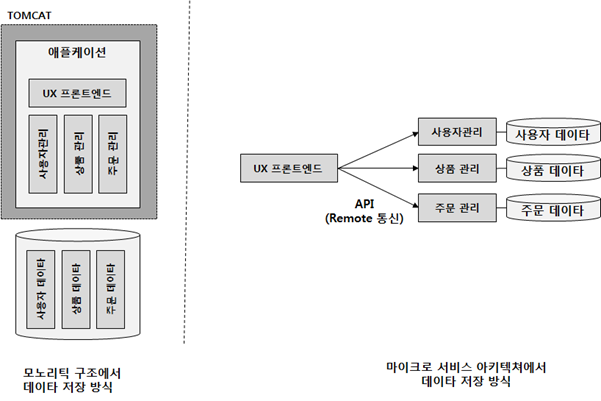 TOMCAT
애플케이션
UX 프론트엔드
사용자관리
상품 관리
주문 관리
사용자 데이타
상품 데이타
주문 데이타
모노리틱 구조에서
데이타 저장 방식
UX 프론트엔드
API
(Remote 통신)
사용자관리
사용자 데이타
상품 관리
상품 데이타
주문 관리
주문 데이타
마이크로 서비스 아키텍쳐에서
데이타 저장 방식